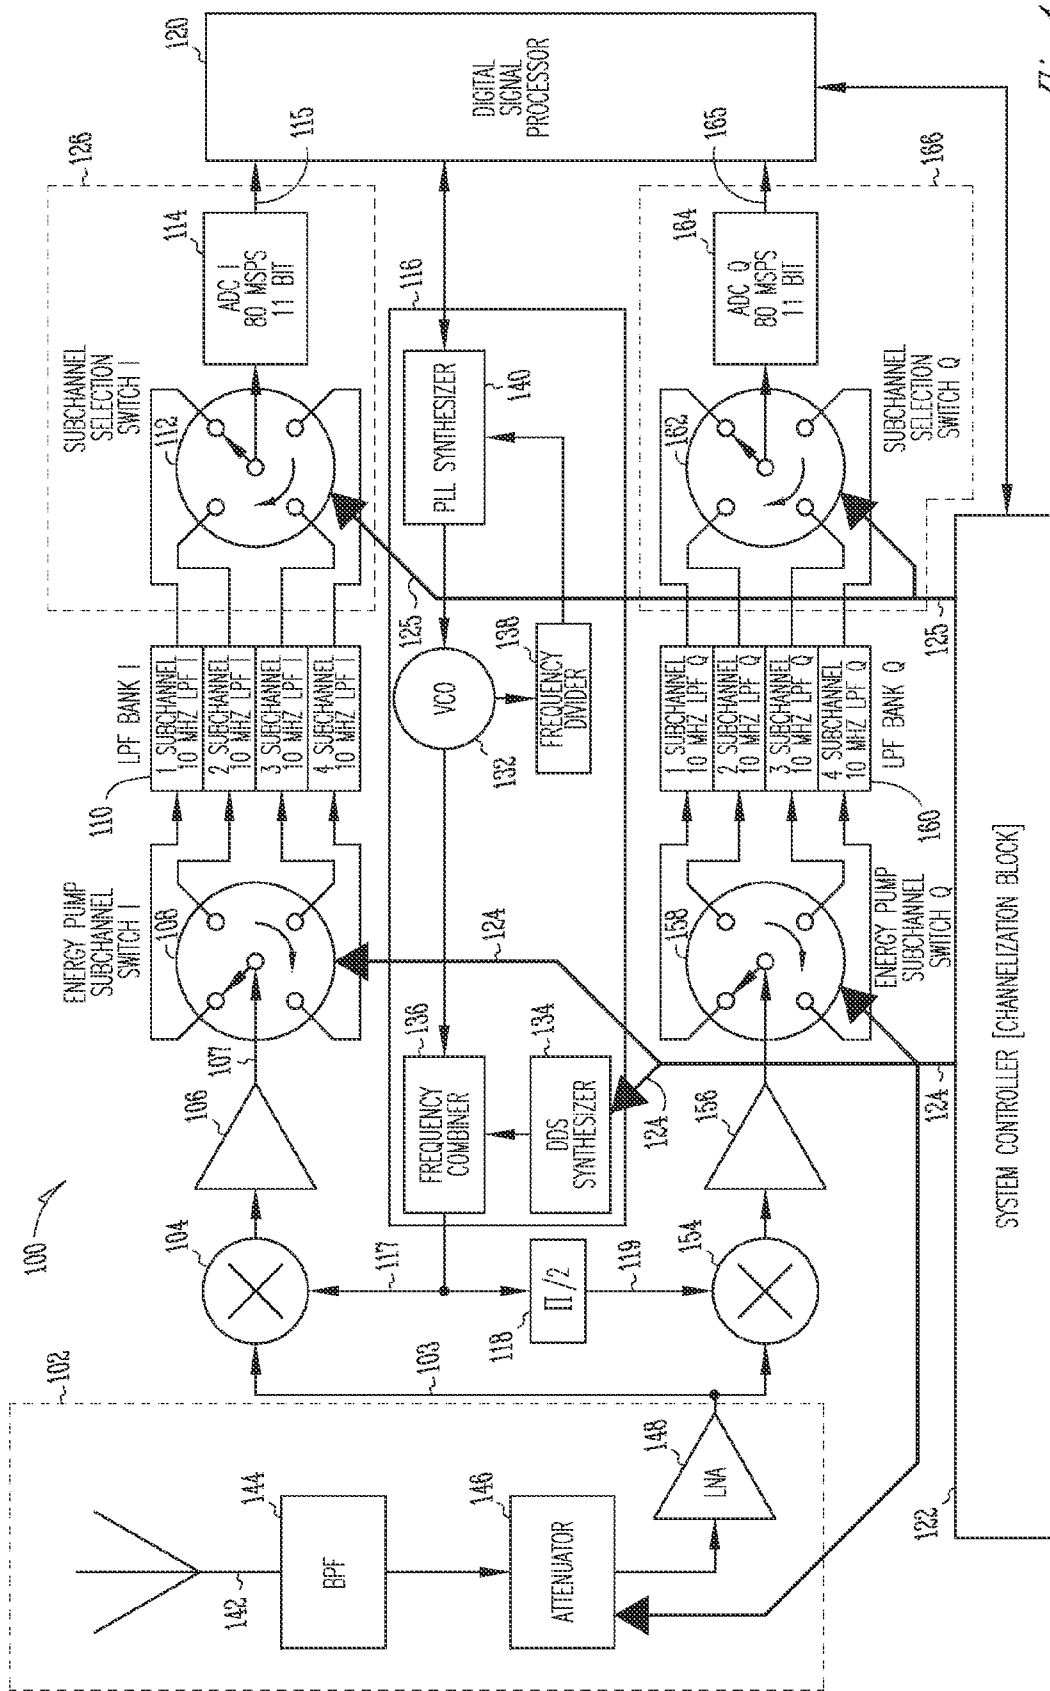 100
102
142
144
BPF
146
ATTENUATOR
148
LNA
103
104
117
118
Π/2
119
154
106
107
156
ENERGY PUMP
SUBCHANNEL
SWITCH I
108
136
FREQUENCY
COMBINER
134
DDS
SYNTHESIZER
124
124
158
ENERGY PUMP
SUBCHANNEL
SWITCH Q
124
110
LPF BANK I
1 SUBCHANNEL
10 MHZ LPF I
2 SUBCHANNEL
10 MHZ LPF I
3 SUBCHANNEL
10 MHZ LPF I
4 SUBCHANNEL
10 MHZ LPF I
VCO
132
125
138
FREQUENCY
DIVIDER
1 SUBCHANNEL
10 MHZ LPF Q
2 SUBCHANNEL
10 MHZ LPF Q
3 SUBCHANNEL
10 MHZ LPF Q
4 SUBCHANNEL
10 MHZ LPF Q
LPF BANK Q
160
125
SUBCHANNEL
SELECTION
SWITCH I
112
126
114
ADC I
80 MSPS
11 BIT
115
116
PLL SYNTHESIZER
140
162
SUBCHANNEL
SELECTION
SWITCH Q
164
ADC Q
80 MSPS
11 BIT
165
166
120
DIGITAL
SIGNAL
PROCESSOR
122
SYSTEM CONTROLLER [CHANNELIZATION BLOCK]